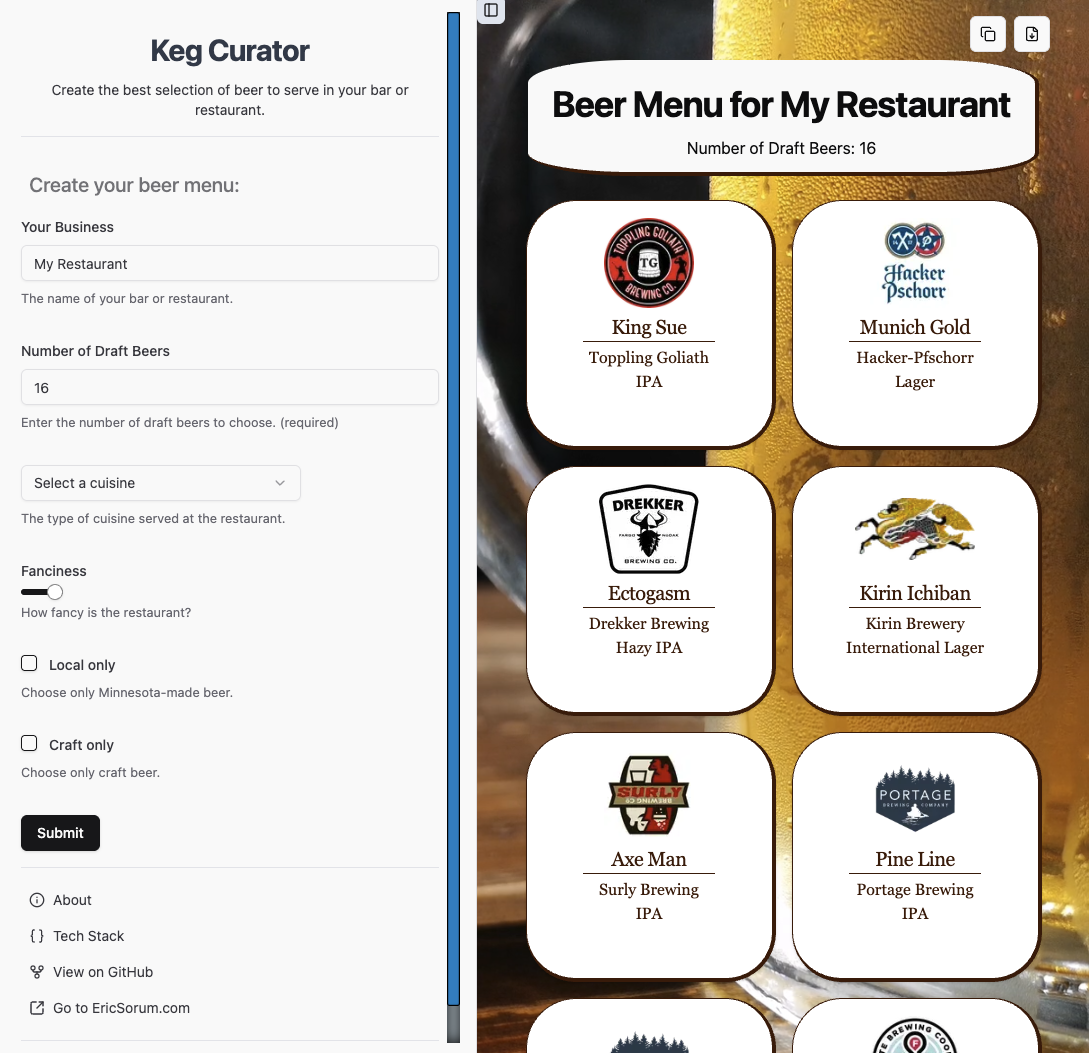 Keg Curator
Create the best selection of beer to serve in your bar or
restaurant.
Create your beer menu:
Your Business
My Restaurant
The name of your bar or restaurant.
Number of Draft Beers
16
Enter the number of draft beers to choose. (required)
Select a cuisine
The type of cuisine served at the restaurant.
Fanciness
How fancy is the restaurant?
Local only
Choose only Minnesota-made beer.
Craft only
Choose only craft beer.
Submit
About
Tech Stack
View on GitHub
Go to EricSorum.com
Beer Menu for My Restaurant
Number of Draft Beers: 16
TOPPLING GOLIATH
TG
BREWING CO.
King Sue
Toppling Goliath
IPA
Hacker
Pschorr
Munich Gold
Hacker-Pfschorr
Lager
DREKKER
FARGO NODAK
BREWING CO.
Ectogasm
Drekker Brewing
Hazy IPA
Kirin Ichiban
Kirin Brewery
International Lager
SURLY
BREWING CO
Axe Man
Surly Brewing
IPA
PORTAGE
BREWING COMPANY
Pine Line
Portage Brewing
IPA
BREWING
F